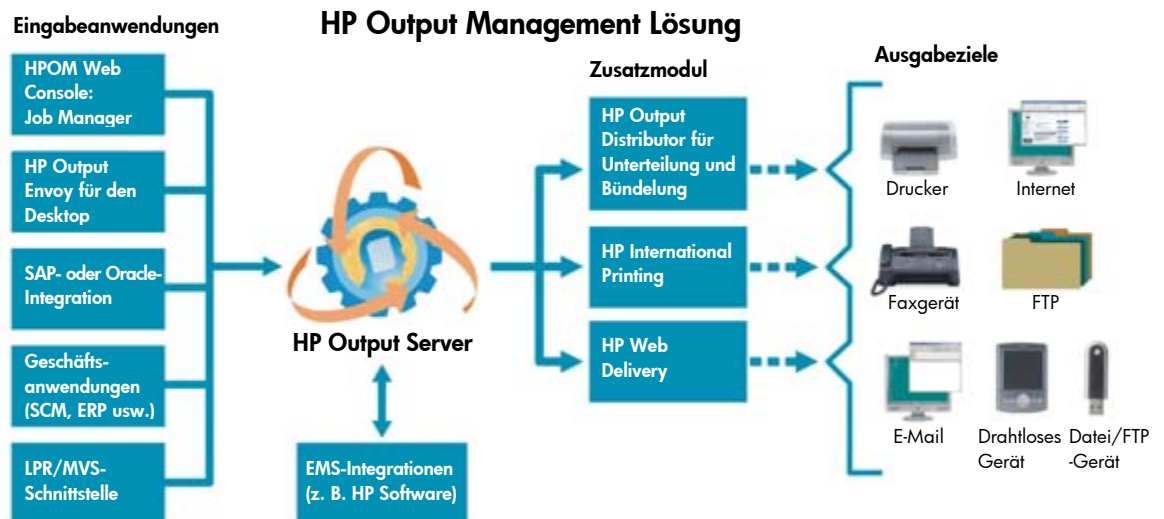 HP Output Management Lösung
Eingabeanwendungen
HPOM Web
Console:
Job Manager
HP Output
Envoy für den
Desktop
SAP- oder Oracle-
Integration
Geschäfts-
anwendungen
(SCM, ERP usw.)
LPR/MVS-
Schnittstelle
HP Output Server
EMS-Integrationen
(z. B. HP Software)
Zusatzmodul
HP Output
Distributor für
Unterteilung und
Bündelung
HP International
Printing
HP Web
Delivery
Ausgabeziele
Drucker
Internet
Faxgerät
FTP
E-Mail
Drahtloses
Gerät
Datei/FTP
-Gerät